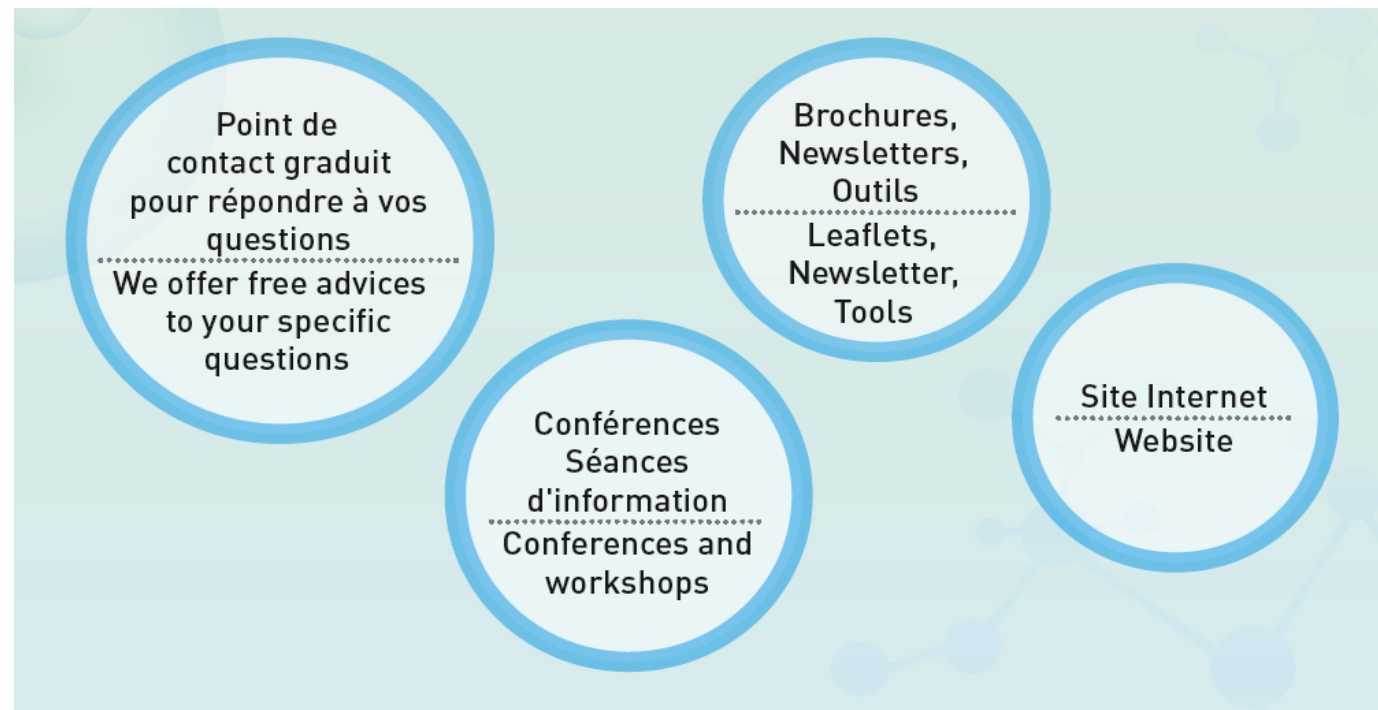 Point de
contact graduit
pour répondre à vos
questions
We offer free advices
to your specific
questions
Conférences
Séances
d'information
Conferences and
workshops
Brochures,
Newsletters,
Outils
Leaflets,
Newsletter,
Tools
Site Internet
Website